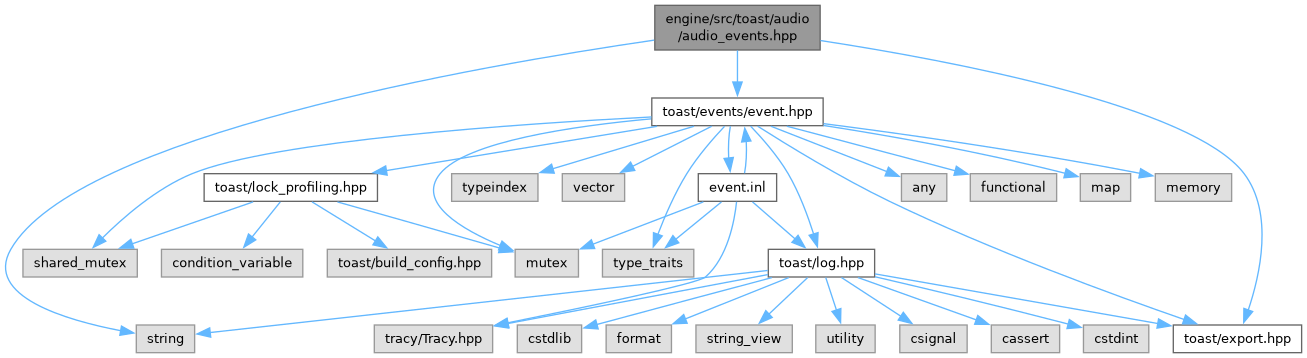 engine/src/toast/audio
/audio_events.hpp
toast/events/event.hpp
toast/lock_profiling.hpp
typeindex
vector
event.inl
any
functional
map
memory
shared_mutex
condition_variable
toast/build_config.hpp
mutex
type_traits
toast/log.hpp
string
tracy/Tracy.hpp
cstdlib
format
string_view
utility
csignal
cassert
cstdint
toast/export.hpp